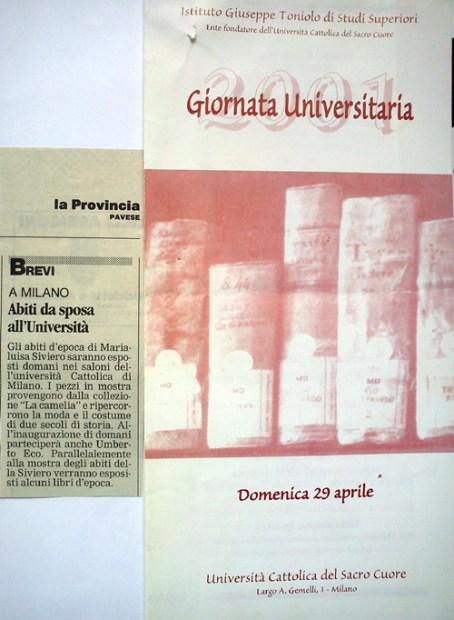 la Provincia
PAVESE
BREVI
A MILANO
Abiti da sposa
all'Università
Gli abiti d'epoca di Maria-
luisa Siviero saranno espo-
sti domani nei saloni del-
l'università Cattolica di
Milano. I pezzi in mostra
provengono dalla collezio-
ne "La camelia" e ripercor-
rono la moda e il costume
di due secoli di storia. Al-
l'inaugurazione di domani
parteciperà anche Umber-
to Eco. Parallelalemente
alla mostra degli abiti del-
la Siviero verranno esposi-
sti alcuni libri d'epoca.
Istituto Giuseppe Toniolo di Studi Superiori
Ente fondatore dell'Università Cattolica del Sacro Cuore
2001
Giornata Universitaria
Domenica 29 aprile
Università Cattolica del Sacro Cuore
Largo A. Gemelli, 1 - Milano